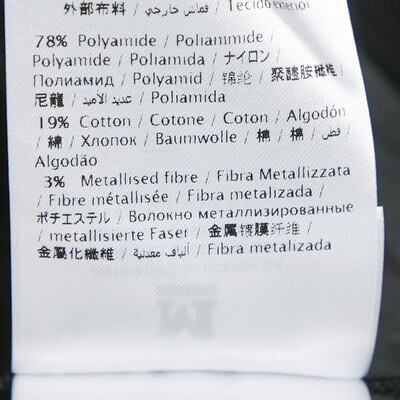 外部布料 / قماش خارجي / Tecido exterior
78% Polyamide / Poliammide /
Polyamide / Poliamida / ナイロン /
Полиамид / Polyamid / 锦纶 / 聚醯胺纖維 /
尼龍 / عديد الأميد / Poliamida
19% Cotton / Cotone / Coton / Algodón
/ 綿 / Хлопок / Baumwolle / 棉 / 棉 / قطن /
Algodão
3% Metallised fibre / Fibra Metallizzata
/ Fibre métallisée / Fibra metalizada /
ポチエステル / Волокно металлизированные
/ metallisierte Faser / 金属镀膜纤维 /
金屬化纖維 / ألياف معدنية / Fibra metalizada